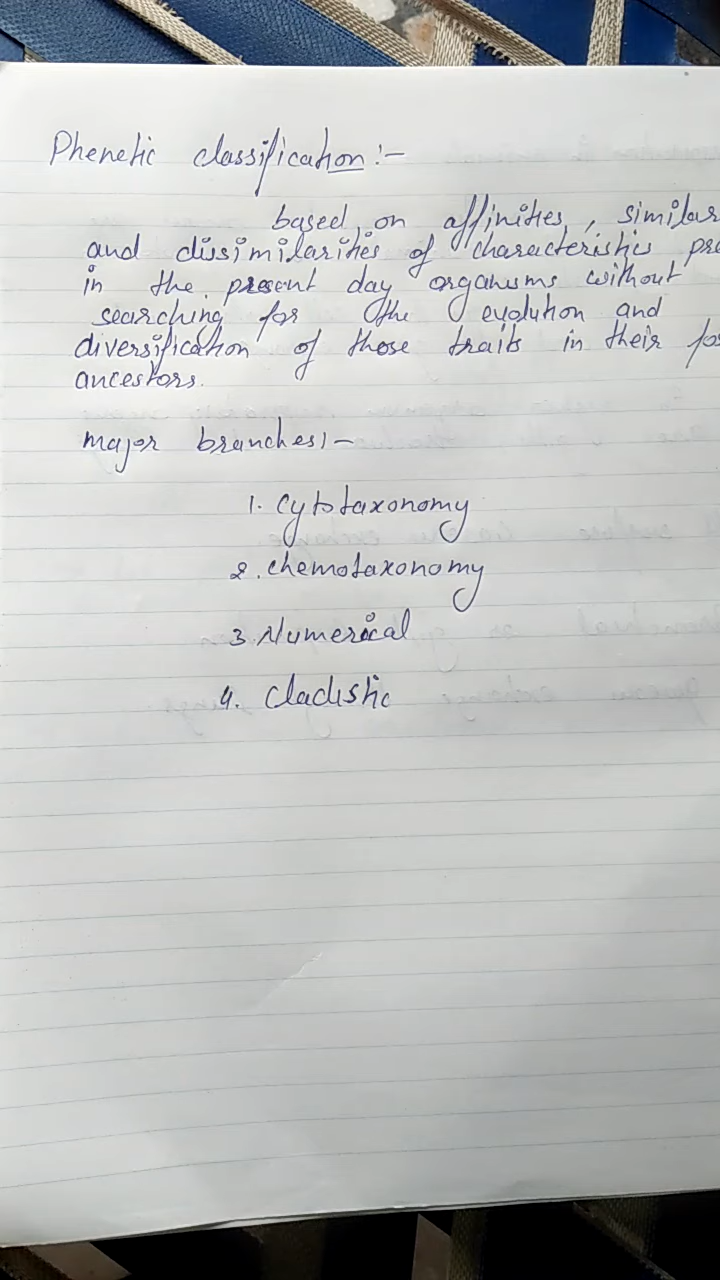 Phenetic classification :-
based on affinities, similar
and dissimilarities of characteristics pre
in the present day organisms without
searching for the evolution and
diversification of those traits in their fos
ancestors.
major branches :-
1. Cytotaxonomy
2. chemotaxonomy
3. Numerical
4. Cladistic